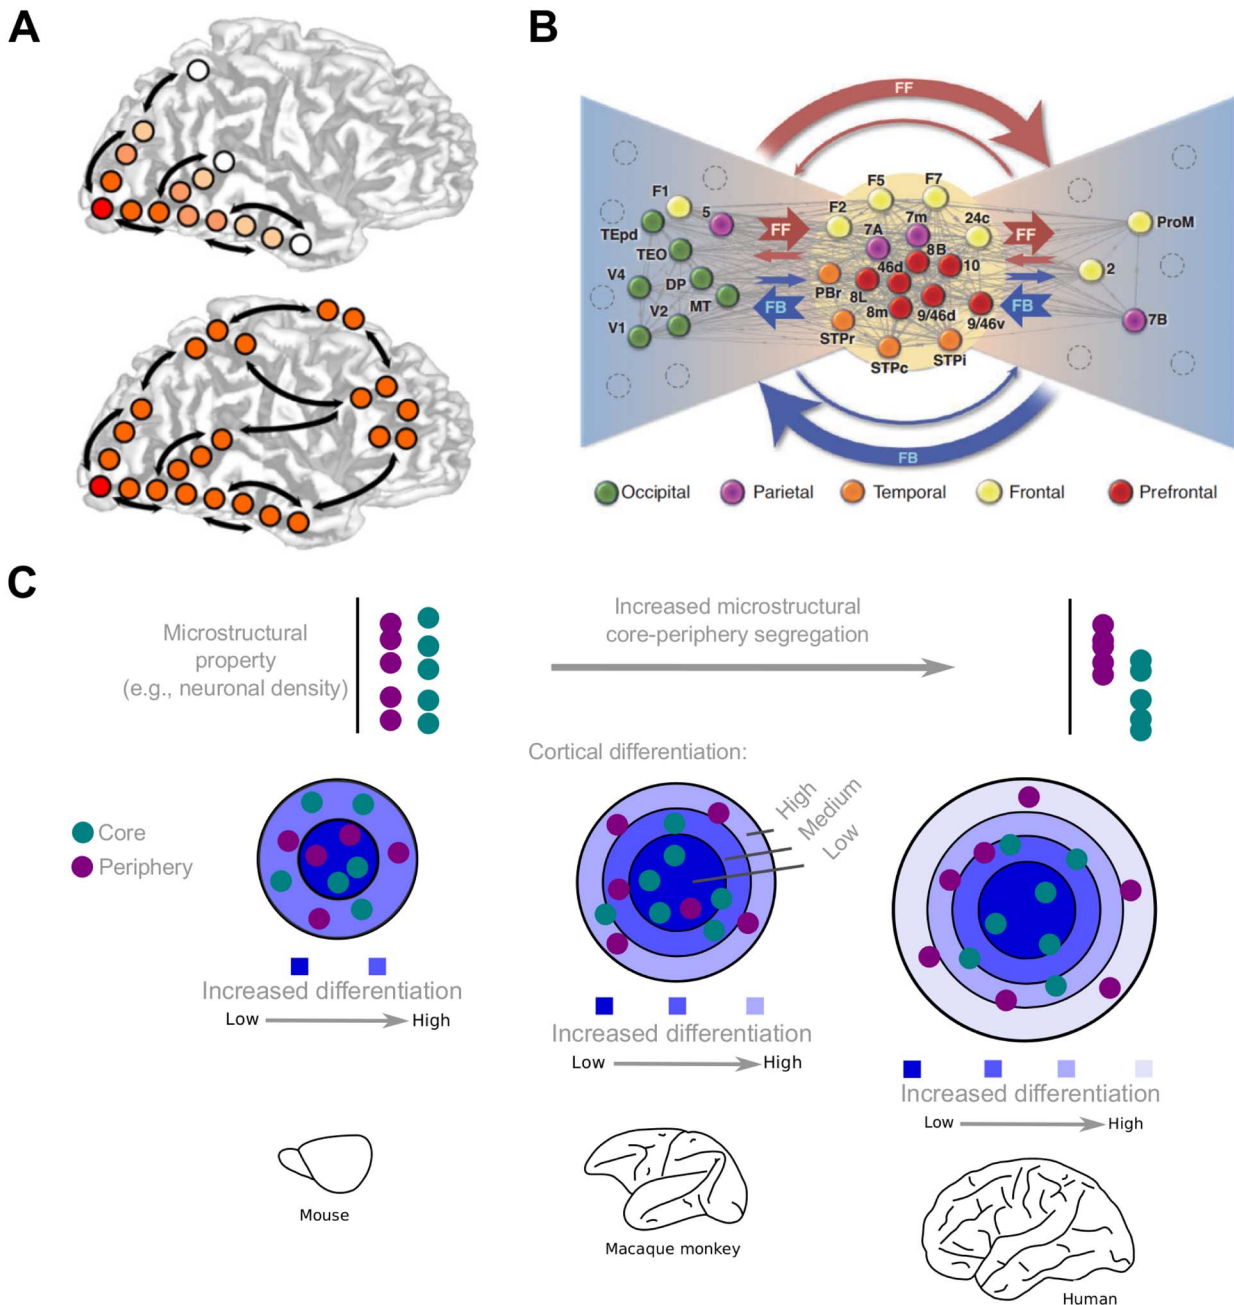 A
B
FF
F5
F7
F1
5
F2
7m
24c
ProM
TEpd
FF
7A
8B
FF
TEO
46d
10
2
V4
DP
PBr
8L
MT
FB
8m
9/46d
9/46v
FB
7B
V2
V1
STPr
STPc
STPi
FB
Occipital
Parietal
Temporal
Frontal
Prefrontal
C
Microstructural
property
(e.g., neuronal density)
Increased microstructural
core-periphery segregation
Cortical differentiation:
High
Medium
Low
Core
Periphery
Increased differentiation
Low
High
Increased differentiation
Low
High
Increased differentiation
Low
High
Mouse
Macaque monkey
Human